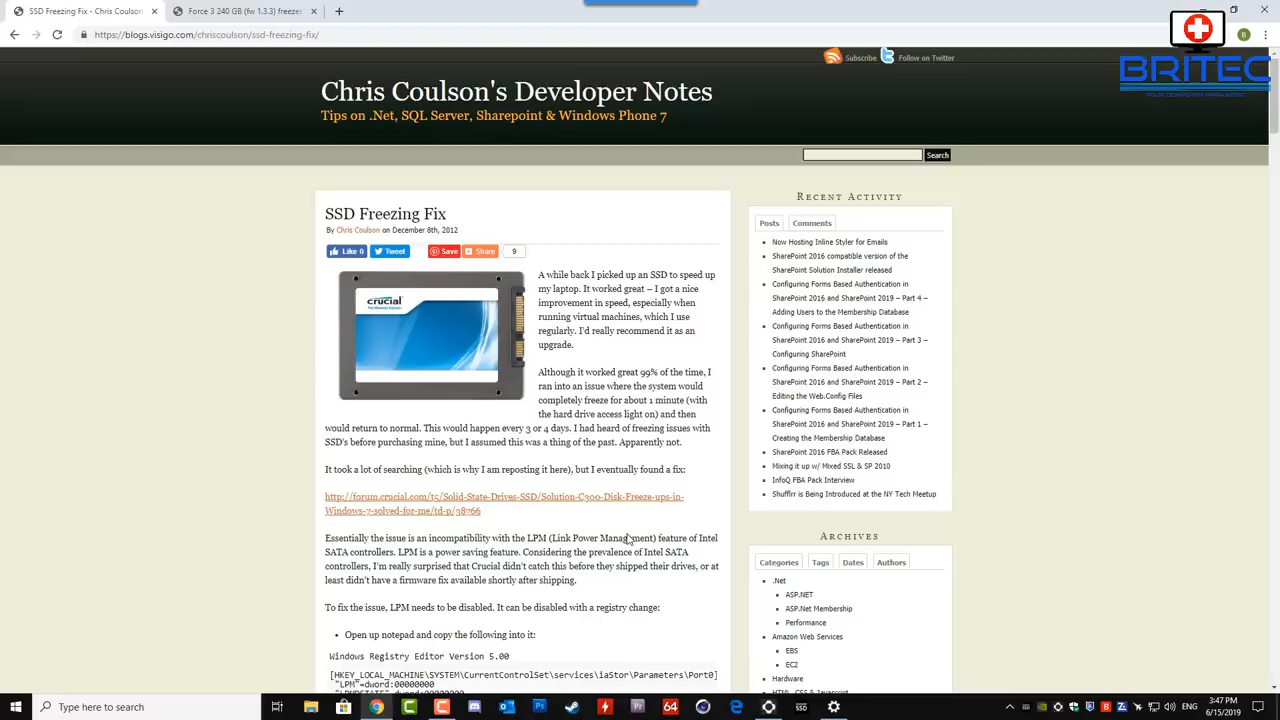 SSD Freezing Fix - Chris Coulson
Force 3 240 GB (fw 1.3.3) freezes
https://blogs.visigo.com/chriscoulson/ssd-freezing-fix/
B
BRITEC
Subscribe
Follow on Twitter
Chris Coulson's Developer Notes
Tips on .Net, SQL Server, Sharepoint & Windows Phone 7
Search
SSD Freezing Fix
By Chris Coulson on December 8th, 2012
Like 0
Tweet
Save
Share
9
crucial
A while back I picked up an SSD to speed up
my laptop. It worked great – I got a nice
improvement in speed, especially when
running virtual machines, which I use
regularly. I'd really recommend it as an
upgrade.
Although it worked great 99% of the time, I
ran into an issue where the system would
completely freeze for about 1 minute (with
the hard drive access light on) and then
would return to normal. This would happen every 3 or 4 days. I had heard of freezing issues with
SSD's before purchasing mine, but I assumed this was a thing of the past. Apparently not.
It took a lot of searching (which is why I am reposting it here), but I eventually found a fix:
http://forum.crucial.com/t5/Solid-State-Drives-SSD/Solution-C300-Disk-Freeze-ups-in-
Windows-7-solved-for-me/td-p/38766
Essentially the issue is an incompatibility with the LPM (Link Power Management) feature of Intel
SATA controllers. LPM is a power saving feature. Considering the prevalence of Intel SATA
controllers, I'm really surprised that Crucial didn't catch this before they shipped their drives, or at
least didn't have a firmware fix available shortly after shipping.
To fix the issue, LPM needs to be disabled. It can be disabled with a registry change:
Open up notepad and copy the following into it:
Windows Registry Editor Version 5.00
[HKEY_LOCAL_MACHINE\SYSTEM\CurrentControlSet\services\iaStor\Parameters\Port0]
"LPM"=dword:00000000
Recent Activity
Posts
Comments
Now Hosting Inline Styler for Emails
SharePoint 2016 compatible version of the
SharePoint Solution Installer released
Configuring Forms Based Authentication in
SharePoint 2016 and SharePoint 2019 – Part 4 –
Adding Users to the Membership Database
Configuring Forms Based Authentication in
SharePoint 2016 and SharePoint 2019 – Part 3 –
Configuring SharePoint
Configuring Forms Based Authentication in
SharePoint 2016 and SharePoint 2019 – Part 2 –
Editing the Web.Config Files
Configuring Forms Based Authentication in
SharePoint 2016 and SharePoint 2019 – Part 1 –
Creating the Membership Database
SharePoint 2016 FBA Pack Released
Mixing it up w/ Mixed SSL & SP 2010
InfoQ FBA Pack Interview
Shufflrr is Being Introduced at the NY Tech Meetup
Archives
Categories
Tags
Dates
Authors
.Net
ASP.NET
ASP.Net Membership
Performance
Amazon Web Services
EBS
EC2
Hardware
HTML, CSS & Javascript
Type here to search
Ps
Pr
64
SSD
ENG
3:47 PM
6/15/2019